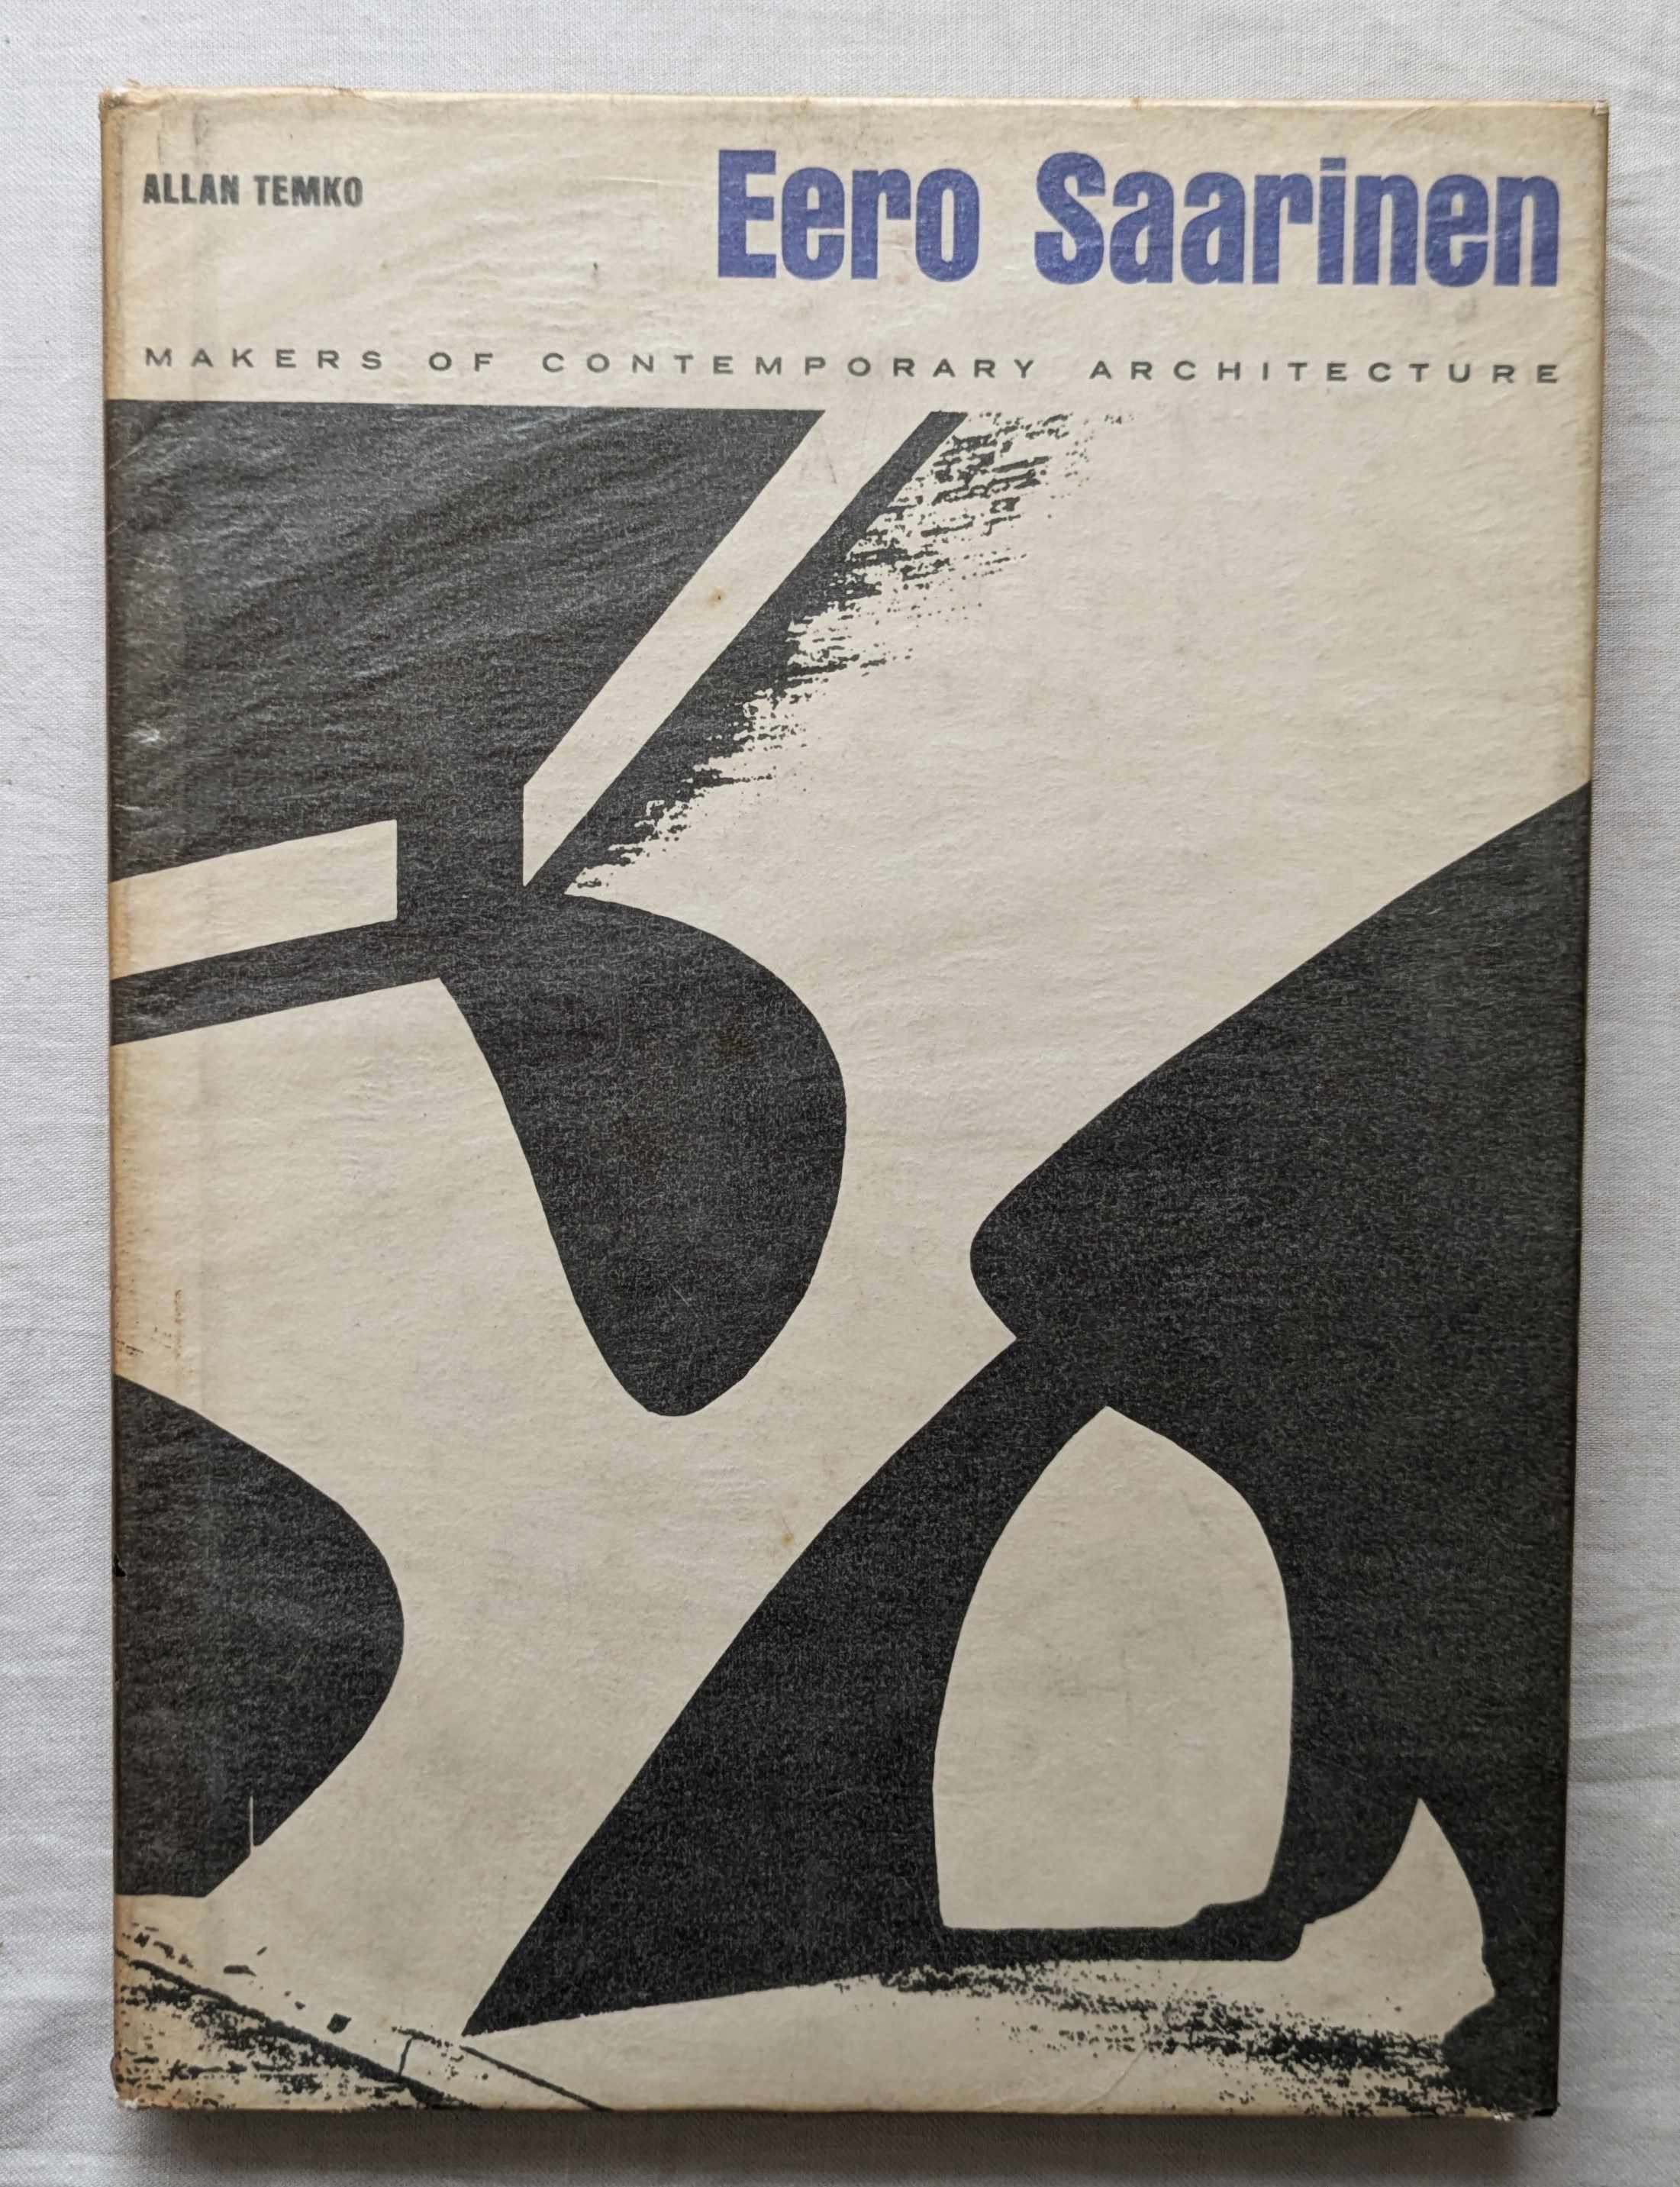 ALLAN TEMKO
Eero Saarinen
MAKERS OF CONTEMPORARY ARCHITECTURE